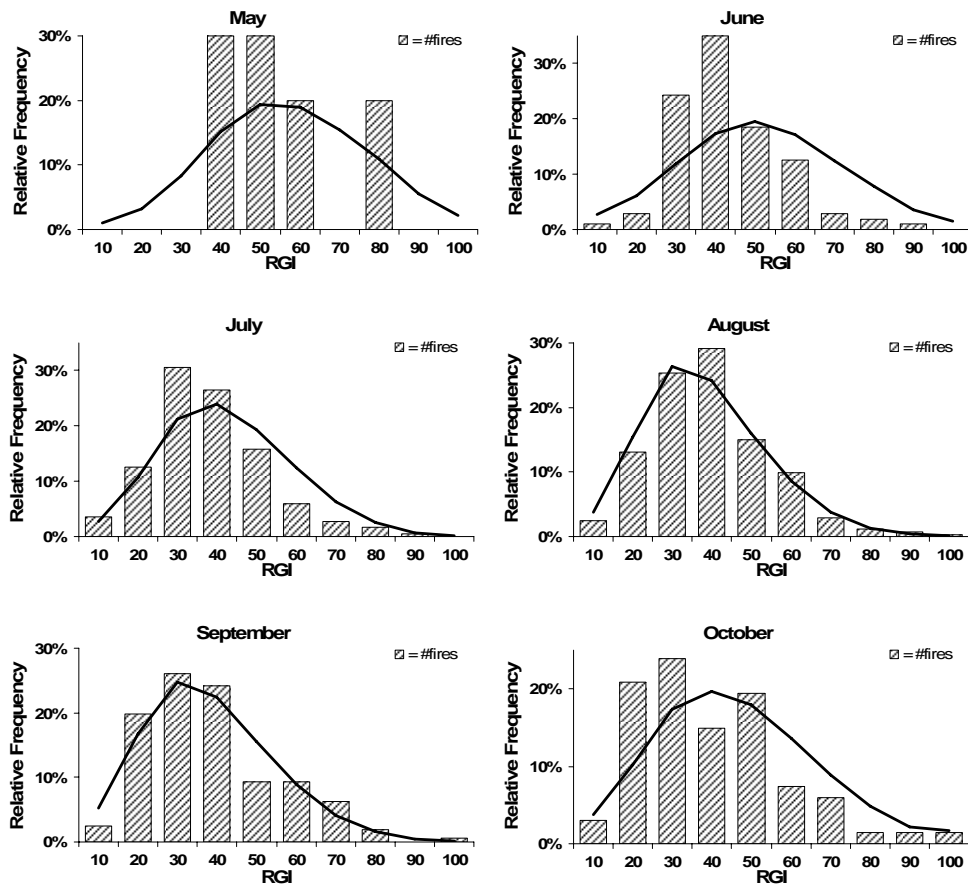 May
= #fires
Relative Frequency
30%
20%
10%
0%
10 20 30 40 50 60 70 80 90 100
RGI
June
= #fires
Relative Frequency
30%
20%
10%
0%
10 20 30 40 50 60 70 80 90 100
RGI
July
= #fires
Relative Frequency
30%
20%
10%
0%
10 20 30 40 50 60 70 80 90 100
RGI
August
= #fires
Relative Frequency
30%
20%
10%
0%
10 20 30 40 50 60 70 80 90 100
RGI
September
= #fires
Relative Frequency
30%
20%
10%
0%
10 20 30 40 50 60 70 80 90 100
RGI
October
= #fires
Relative Frequency
20%
10%
0%
10 20 30 40 50 60 70 80 90 100
RGI